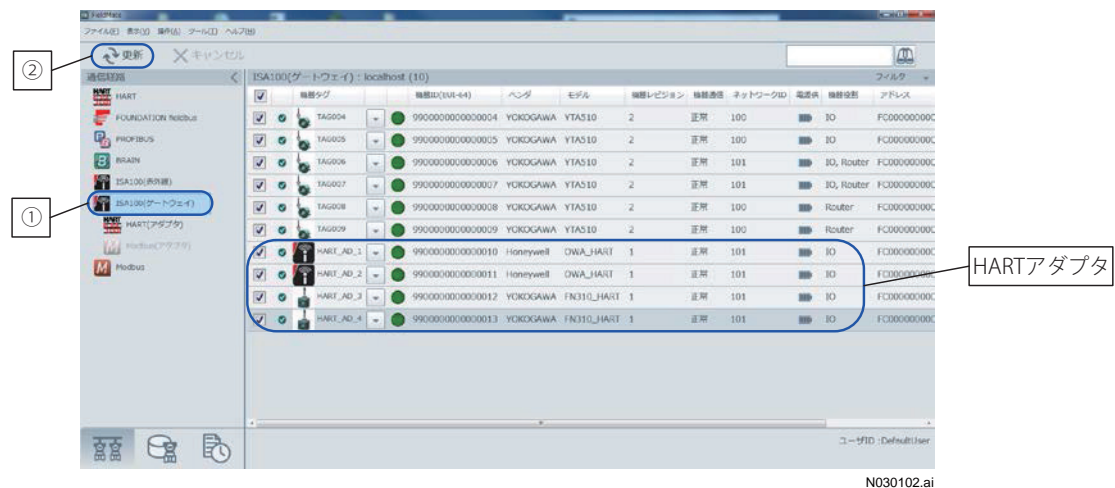 FieldMate
ファイル(F) 表示(V) 操作(A) ツール(T) ヘルプ(H)
② 更新 キャンセル
通信経路 ISA100(ゲートウェイ) : localhost (10) フィルタ
HART
FOUNDATION fieldbus
PROFIBUS
BRAIN
ISA100(赤外線)
① ISA100(ゲートウェイ)
HART(アダプタ)
Modbus(アダプタ)
Modbus
機器タグ 機器ID(EUI-64) ベンダ モデル 機器レビジョン 機器通信 ネットワークID 電源供 機器役割 アドレス
TAG004 9900000000000004 YOKOGAWA YTA510 2 正常 100 IO FC000000000
TAG005 9900000000000005 YOKOGAWA YTA510 2 正常 100 IO FC000000000
TAG006 9900000000000006 YOKOGAWA YTA510 2 正常 101 IO, Router FC000000000
TAG007 9900000000000007 YOKOGAWA YTA510 2 正常 101 IO, Router FC000000000
TAG008 9900000000000008 YOKOGAWA YTA510 2 正常 100 Router FC000000000
TAG009 9900000000000009 YOKOGAWA YTA510 2 正常 100 Router FC000000000
HART_AD_1 9900000000000010 Honeywell OWA_HART 1 正常 101 IO FC000000000
HART_AD_2 9900000000000011 Honeywell OWA_HART 1 正常 101 IO FC000000000
HART_AD_3 9900000000000012 YOKOGAWA FN310_HART 1 正常 101 IO FC000000000
HART_AD_4 9900000000000013 YOKOGAWA FN310_HART 1 正常 101 IO FC000000000
HARTアダプタ
ユーザID :DefaultUser
N030102.ai